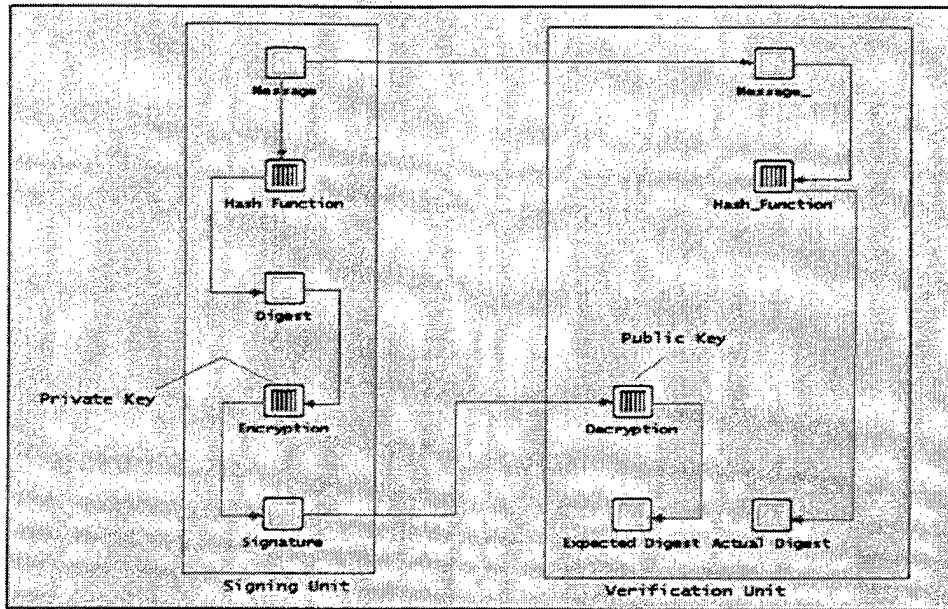 Message
Message_
Hash Function
Hash_Function
Digest
Public Key
Private Key
Encryption
Decryption
Signature
Expected Digest
Actual Digest
Signing Unit
Verification Unit